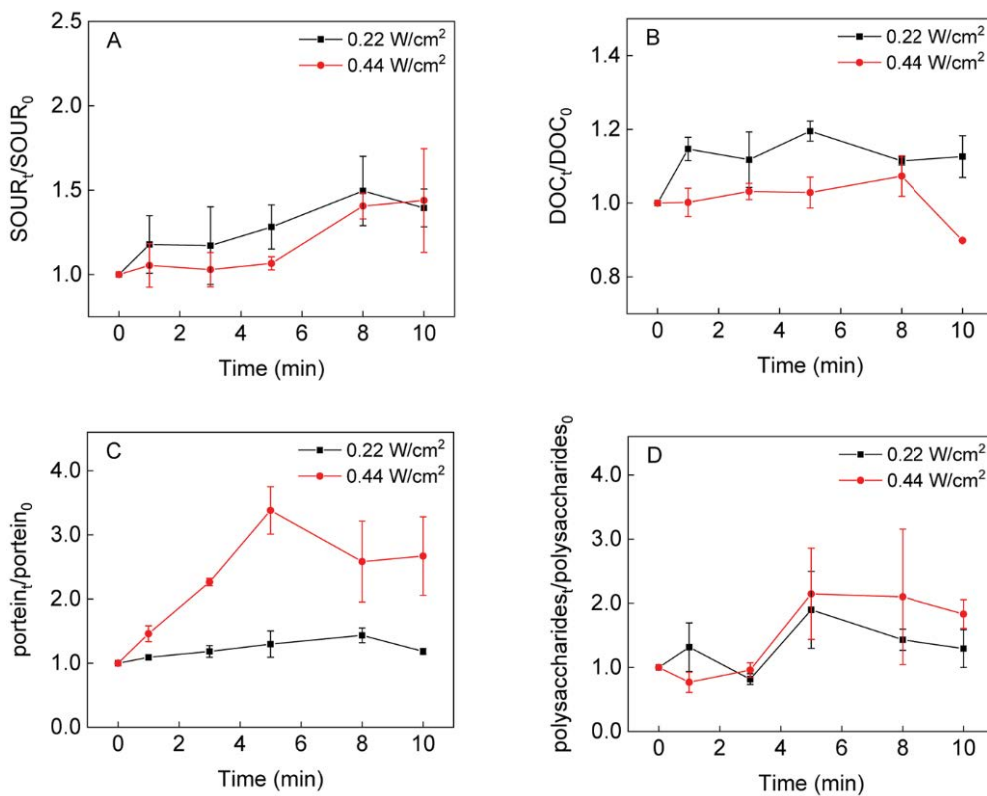 A
0.22 W/cm²
0.44 W/cm²
2.5
2.0
1.5
1.0
SOURₜ/SOUR₀
0 2 4 6 8 10
Time (min)
B
0.22 W/cm²
0.44 W/cm²
1.4
1.2
1.0
0.8
DOCₜ/DOC₀
0 2 4 6 8 10
Time (min)
C
0.22 W/cm²
0.44 W/cm²
4.0
3.0
2.0
1.0
0.0
porteinₜ/portein₀
0 2 4 6 8 10
Time (min)
D
0.22 W/cm²
0.44 W/cm²
4.0
3.0
2.0
1.0
0.0
polysaccharidesₜ/polysaccharides₀
0 2 4 6 8 10
Time (min)